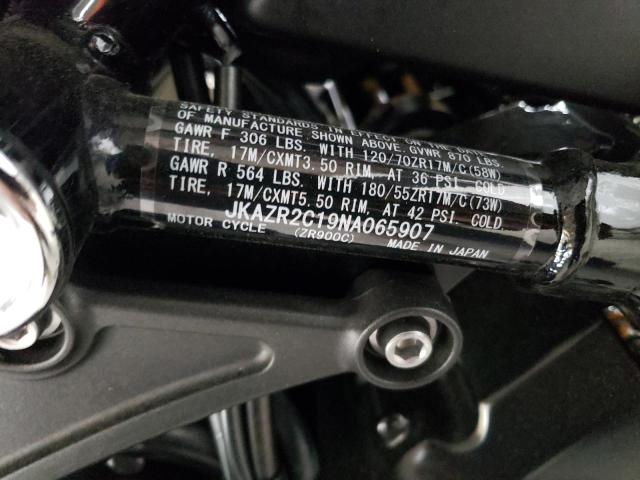 SAFETY STANDARDS IN EFFECT ON THE DATE
OF MANUFACTURE SHOWN ABOVE GVWR 870 LBS.
GAWR F 306 LBS. WITH 120/70ZR17M/C(58W)
TIRE, 17M/CXMT3.50 RIM, AT 36 PSI COLD
GAWR R 564 LBS. WITH 180/55ZR17M/C(73W)
TIRE, 17M/CXMT5.50 RIM, AT 42 PSI COLD
JKAZR2C19NA065907
MOTOR CYCLE (ZR900C) MADE IN JAPAN